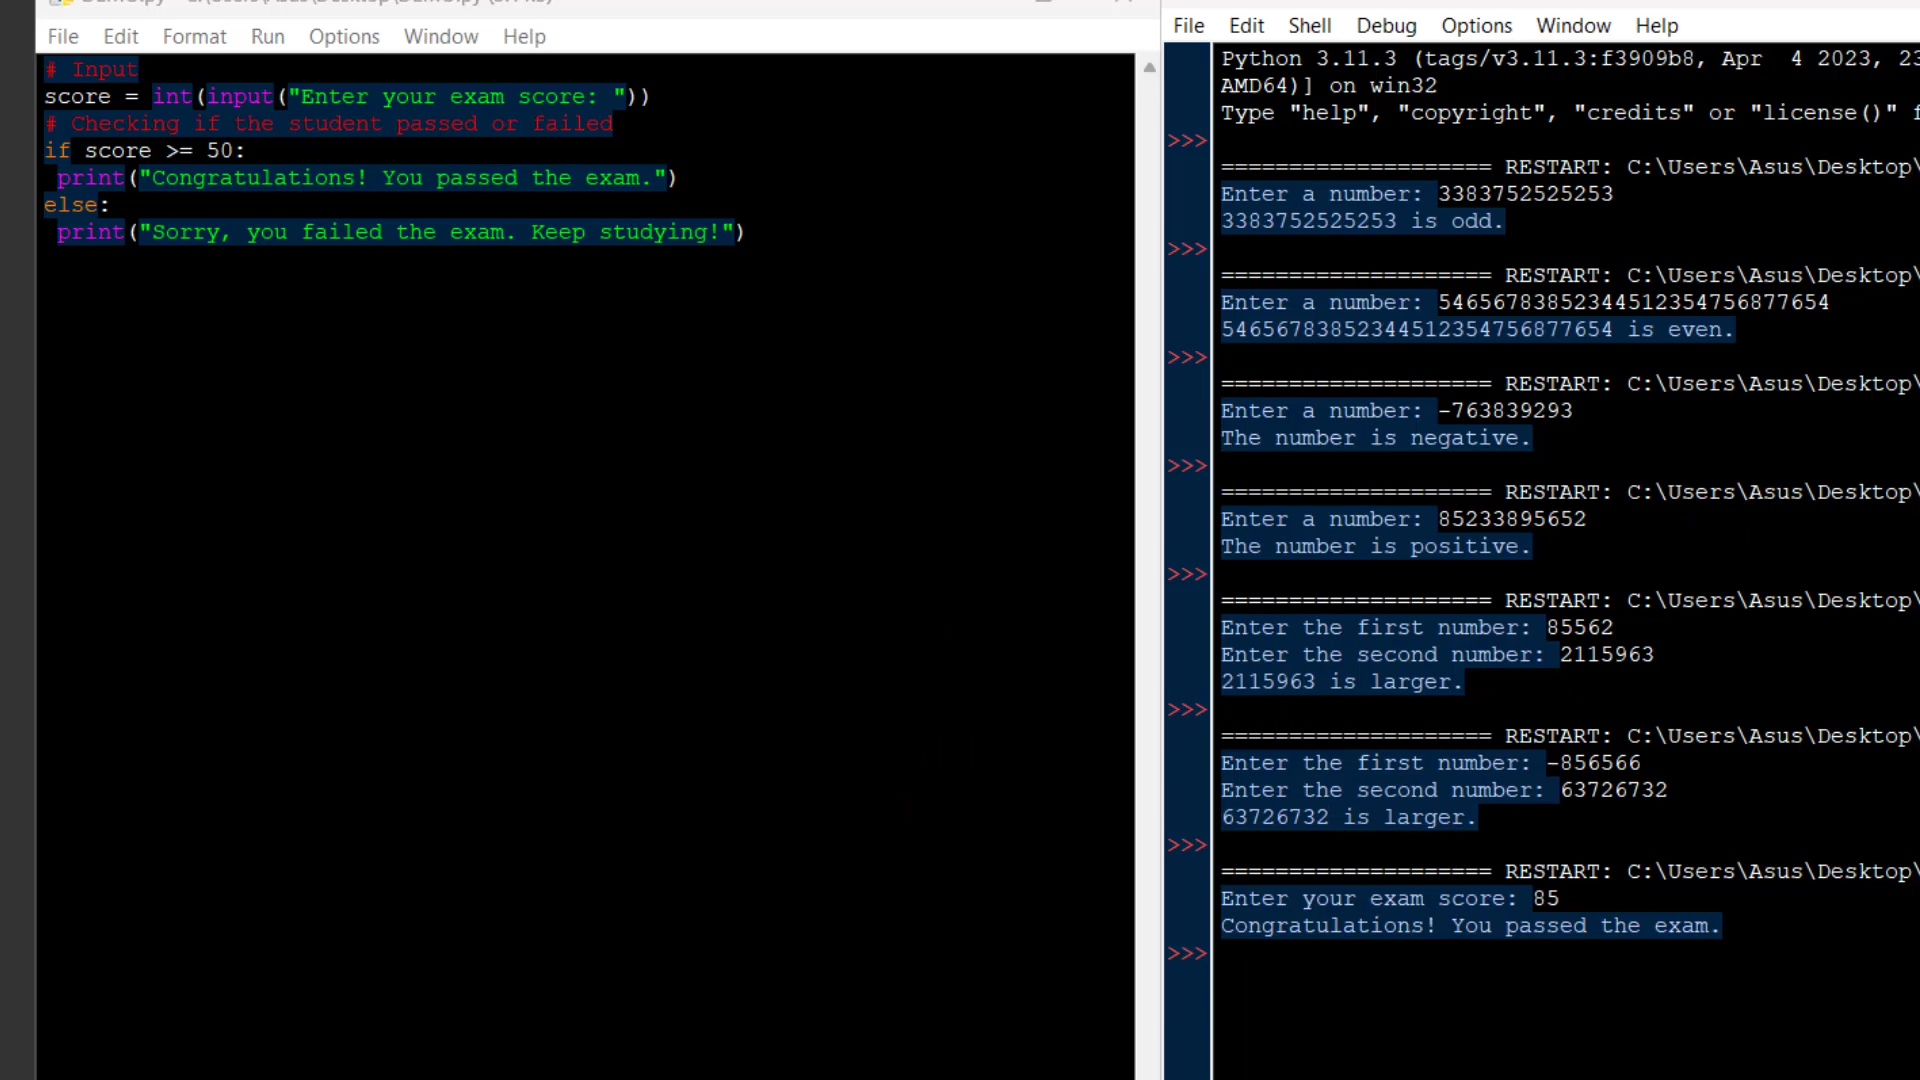 File Edit Format Run Options Window Help
# Input
score = int(input("Enter your exam score: "))
# Checking if the student passed or failed
if score >= 50:
 print("Congratulations! You passed the exam.")
else:
 print("Sorry, you failed the exam. Keep studying!")
File Edit Shell Debug Options Window Help
Python 3.11.3 (tags/v3.11.3:f3909b8, Apr  4 2023, 23
AMD64)] on win32
Type "help", "copyright", "credits" or "license()" f
>>>
==================== RESTART: C:\Users\Asus\Desktop\
Enter a number: 3383752525253
3383752525253 is odd.
>>>
==================== RESTART: C:\Users\Asus\Desktop\
Enter a number: 54656783852344512354756877654
54656783852344512354756877654 is even.
>>>
==================== RESTART: C:\Users\Asus\Desktop\
Enter a number: -763839293
The number is negative.
>>>
==================== RESTART: C:\Users\Asus\Desktop\
Enter a number: 85233895652
The number is positive.
>>>
==================== RESTART: C:\Users\Asus\Desktop\
Enter the first number: 85562
Enter the second number: 2115963
2115963 is larger.
>>>
==================== RESTART: C:\Users\Asus\Desktop\
Enter the first number: -856566
Enter the second number: 63726732
63726732 is larger.
>>>
==================== RESTART: C:\Users\Asus\Desktop\
Enter your exam score: 85
Congratulations! You passed the exam.
>>>